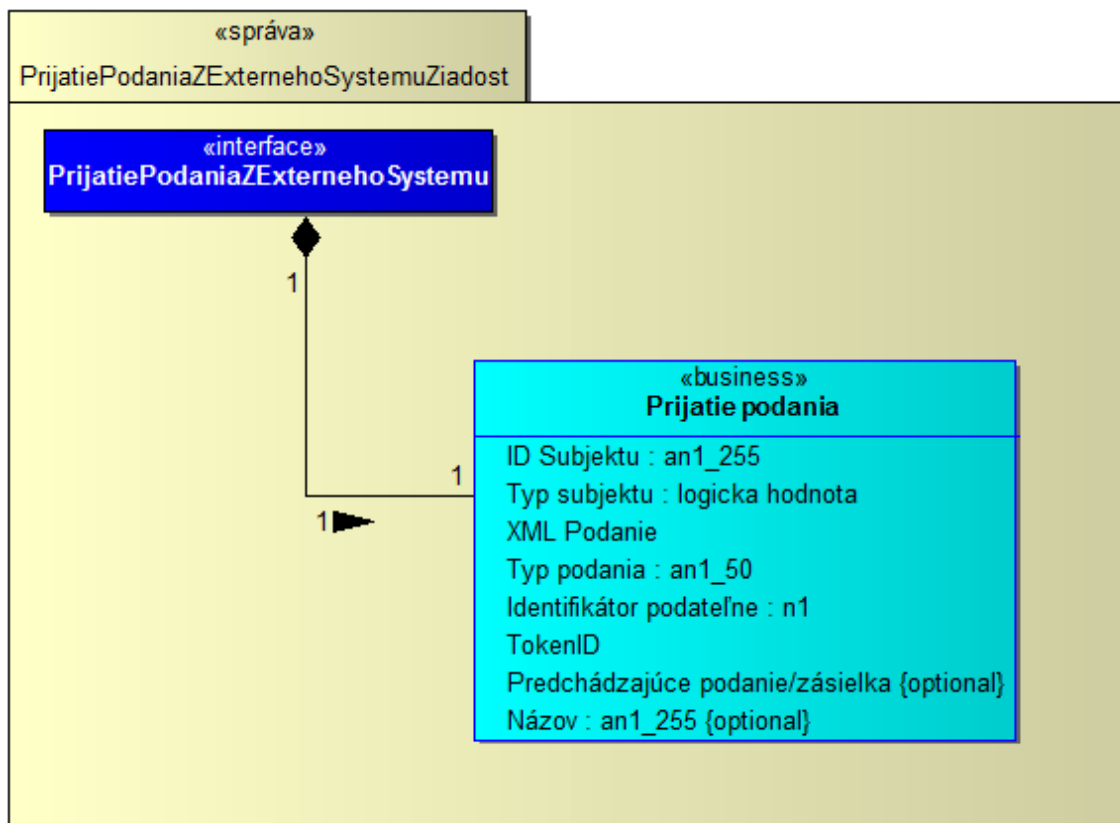 «správa»
PrijatiePodaniaZExternehoSystemuZiadost
«interface»
PrijatiePodaniaZExternehoSystemu
1
«business»
Prijatie podania
ID Subjektu : an1_255
1
Typ subjektu : logicka hodnota
1
XML Podanie
Typ podania : an1_50
Identifikátor podateľne : n1
TokenID
Predchádzajúce podanie/zásielka {optional}
Názov : an1_255 {optional}